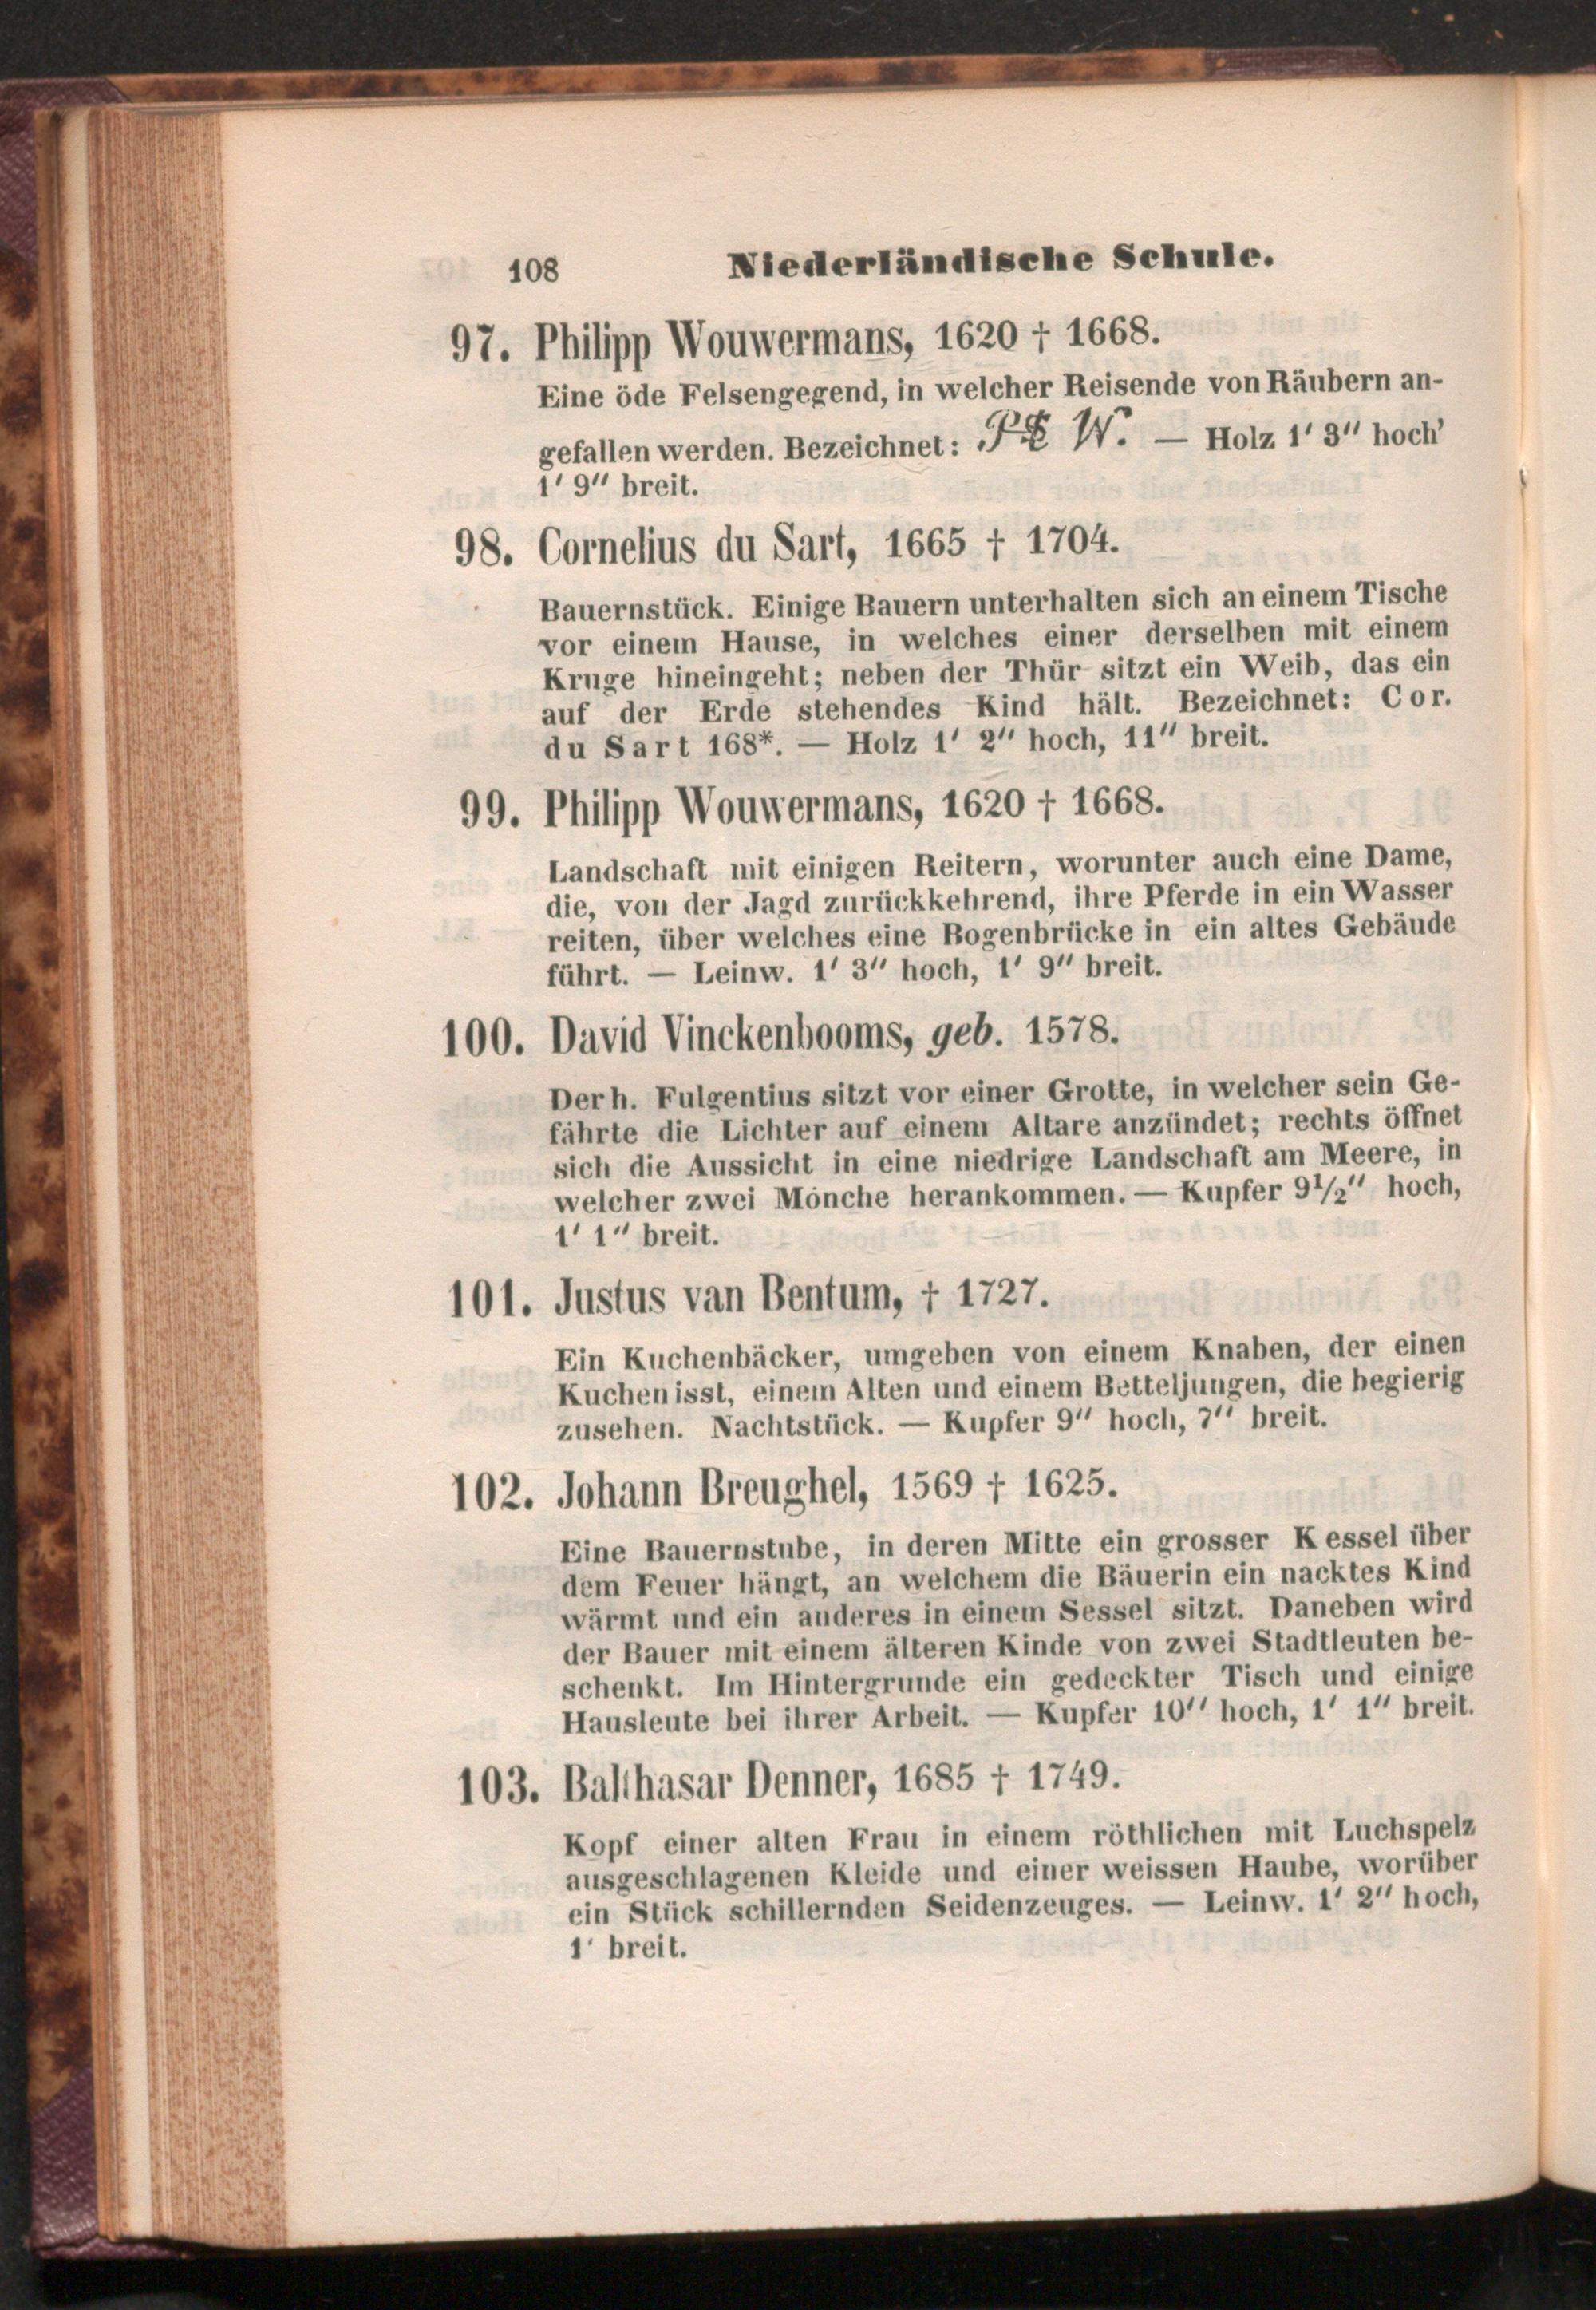 108 Niederländische Schule.
97. Philipp Wouwermans, 1620 † 1668.
Eine öde Felsengegend, in welcher Reisende von Räubern an-
gefallen werden. Bezeichnet: W. — Holz 1′ 3″ hoch'
1′ 9″ breit.
98. Cornelius du Sart, 1665 † 1704.
Bauernstück. Einige Bauern unterhalten sich an einem Tische
vor einem Hause, in welches einer derselben mit einem
Kruge hineingeht; neben der Thür sitzt ein Weib, das ein
auf der Erde stehendes Kind hält. Bezeichnet: Cor.
du Sart 168*. — Holz 1′ 2″ hoch, 11″ breit.
99. Philipp Wouwermans, 1620 † 1668.
Landschaft mit einigen Reitern, worunter auch eine Dame,
die, von der Jagd zurückkehrend, ihre Pferde in ein Wasser
reiten, über welches eine Bogenbrücke in ein altes Gebäude
führt. — Leinw. 1′ 3″ hoch, 1′ 9″ breit.
100. David Vinckenbooms, geb. 1578.
Der h. Fulgentius sitzt vor einer Grotte, in welcher sein Ge-
fährte die Lichter auf einem Altare anzündet; rechts öffnet
sich die Aussicht in eine niedrige Landschaft am Meere, in
welcher zwei Mönche herankommen. — Kupfer 9½″ hoch,
1′ 1″ breit.
101. Justus van Bentum, † 1727.
Ein Kuchenbäcker, umgeben von einem Knaben, der einen
Kuchen isst, einem Alten und einem Betteljungen, die begierig
zusehen. Nachtstück. — Kupfer 9″ hoch, 7″ breit.
102. Johann Breughel, 1569 † 1625.
Eine Bauernstube, in deren Mitte ein grosser Kessel über
dem Feuer hängt, an welchem die Bäuerin ein nacktes Kind
wärmt und ein anderes in einem Sessel sitzt. Daneben wird
der Bauer mit einem älteren Kinde von zwei Stadtleuten be-
schenkt. Im Hintergrunde ein gedeckter Tisch und einige
Hausleute bei ihrer Arbeit. — Kupfer 10″ hoch, 1′ 1″ breit.
103. Balthasar Denner, 1685 † 1749.
Kopf einer alten Frau in einem röthlichen mit Luchspelz
ausgeschlagenen Kleide und einer weissen Haube, worüber
ein Stück schillernden Seidenzeuges. — Leinw. 1′ 2″ hoch,
1′ breit.